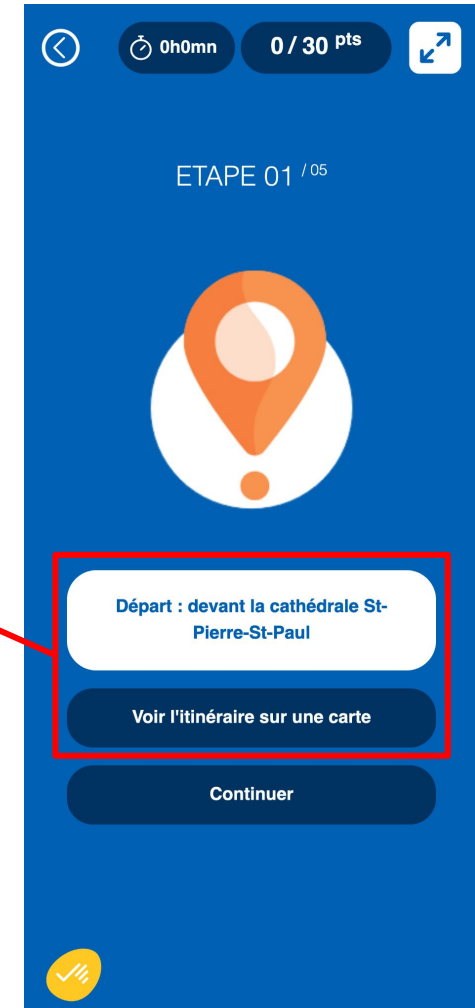 0h0mn
0 / 30 pts
ETAPE 01 / 05
Départ : devant la cathédrale St-
Pierre-St-Paul
Voir l'itinéraire sur une carte
Continuer